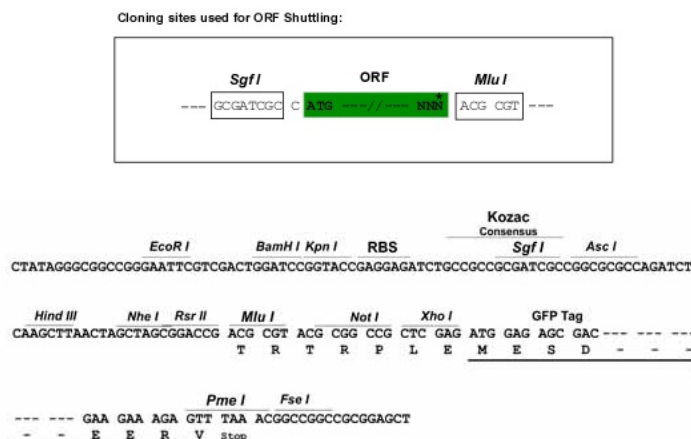 Cloning sites used for ORF Shuttling:
Sgf I ORF Mlu I
--- GCGATCGC C ATG ---//--- NNN* ACG CGT ---
Kozac
Consensus
EcoR I BamH I Kpn I RBS Sgf I Asc I
CTATAGGGCGGCCGGGAATTCGTCGACTGGATCCGGTACCGAGGAGATCTGCCGCCGCGATCGCCGGCGCGCCAGATCT
Hind III Nhe I Rsr II Mlu I Not I Xho I GFP Tag
CAAGCTTAACTAGCTAGCGGACCG ACG CGT ACG CGG CCG CTC GAG ATG GAG AGC GAC--- --- ---
T R T R P L E M E S D - - -
Pme I Fse I
--- --- GAA GAA AGA GTT TAA ACGGCCGGCCGCGGAGCT
- - E E R V Stop